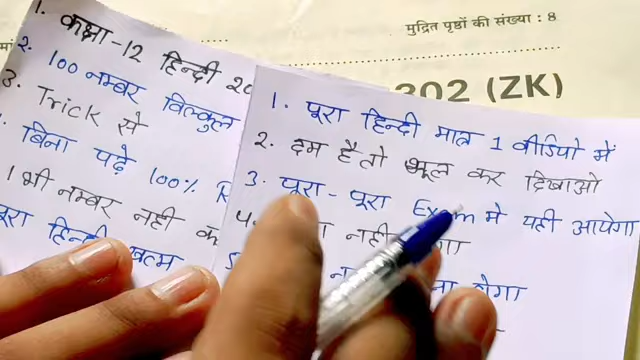 मुद्रित पृष्ठों की संख्या : 8
302 (ZK)
1. कक्षा-12 हिन्दी
2. 100 नम्बर विल्कुल
3. Trick से
बिना पढ़े 100%
1 भी नम्बर नही
हिन्दी खत्म
1. पूरा हिन्दी मात्र 1 वीडियो में
2. दम है तो भूल कर दिखाओ
3. पूरा - पूरा Exam मे यही आयेगा
4. नही
होगा